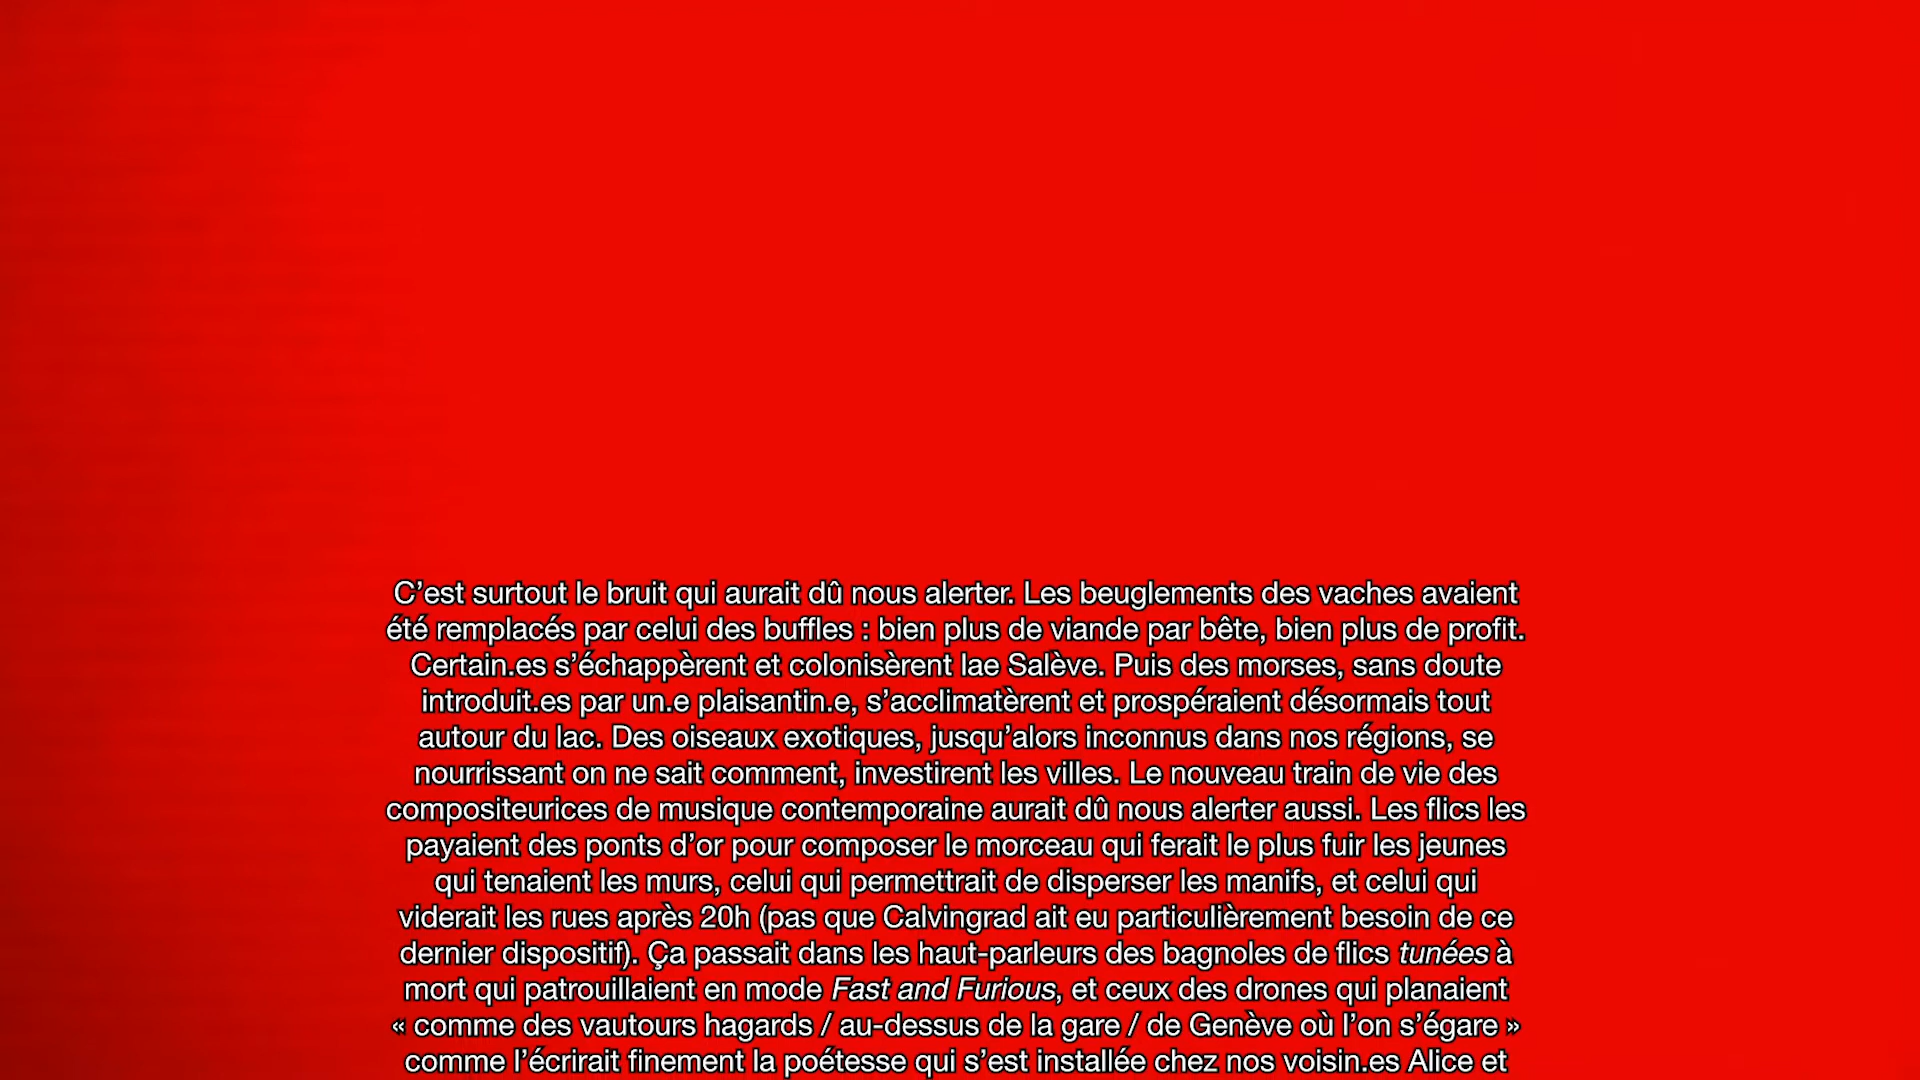 C’est surtout le bruit qui aurait dû nous alerter. Les beuglements des vaches avaient
été remplacés par celui des buffles : bien plus de viande par bête, bien plus de profit.
Certain.es s’échappèrent et colonisèrent lae Salève. Puis des morses, sans doute
introduit.es par un.e plaisantin.e, s’acclimatèrent et prospéraient désormais tout
autour du lac. Des oiseaux exotiques, jusqu’alors inconnus dans nos régions, se
nourrissant on ne sait comment, investirent les villes. Le nouveau train de vie des
compositeurices de musique contemporaine aurait dû nous alerter aussi. Les flics les
payaient des ponts d’or pour composer le morceau qui ferait le plus fuir les jeunes
qui tenaient les murs, celui qui permettrait de disperser les manifs, et celui qui
viderait les rues après 20h (pas que Calvingrad ait eu particulièrement besoin de ce
dernier dispositif). Ça passait dans les haut-parleurs des bagnoles de flics tunées à
mort qui patrouillaient en mode Fast and Furious, et ceux des drones qui planaient
« comme des vautours hagards / au-dessus de la gare / de Genève où l’on s’égare »
comme l’écrirait finement la poétesse qui s’est installée chez nos voisin.es Alice et